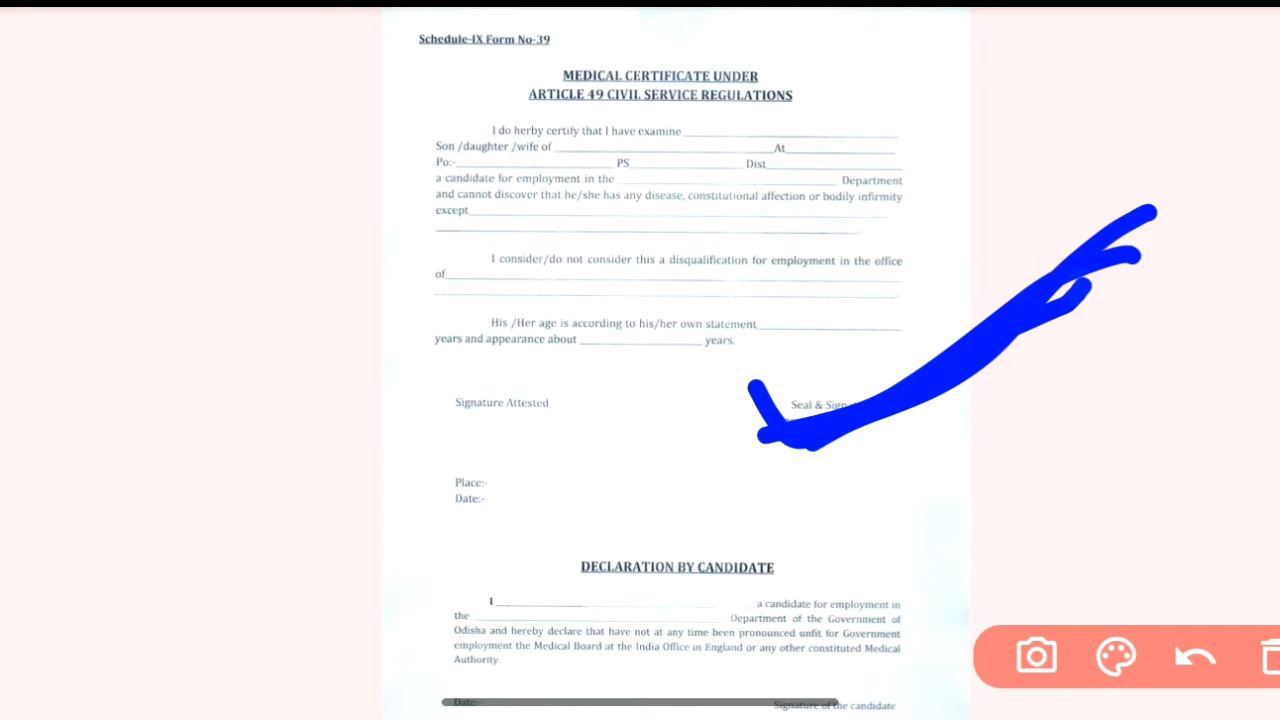 Schedule-IX Form No-39
MEDICAL CERTIFICATE UNDER
ARTICLE 49 CIVIL SERVICE REGULATIONS
I do herby certify that I have examine
Son /daughter /wife of At
Po:- PS Dist
a candidate for employment in the Department
and cannot discover that he/she has any disease, constitutional affection or bodily infirmity
except
I consider/do not consider this a disqualification for employment in the office
of
His /Her age is according to his/her own statement
years and appearance about years.
Signature Attested Seal &
Place:-
Date:-
DECLARATION BY CANDIDATE
I a candidate for employment in
the Department of the Government of
Odisha and hereby declare that have not at any time been pronounced unfit for Government
employment the Medical Board at the India Office in England or any other constituted Medical
Authority.
Date:- Signature of the candidate